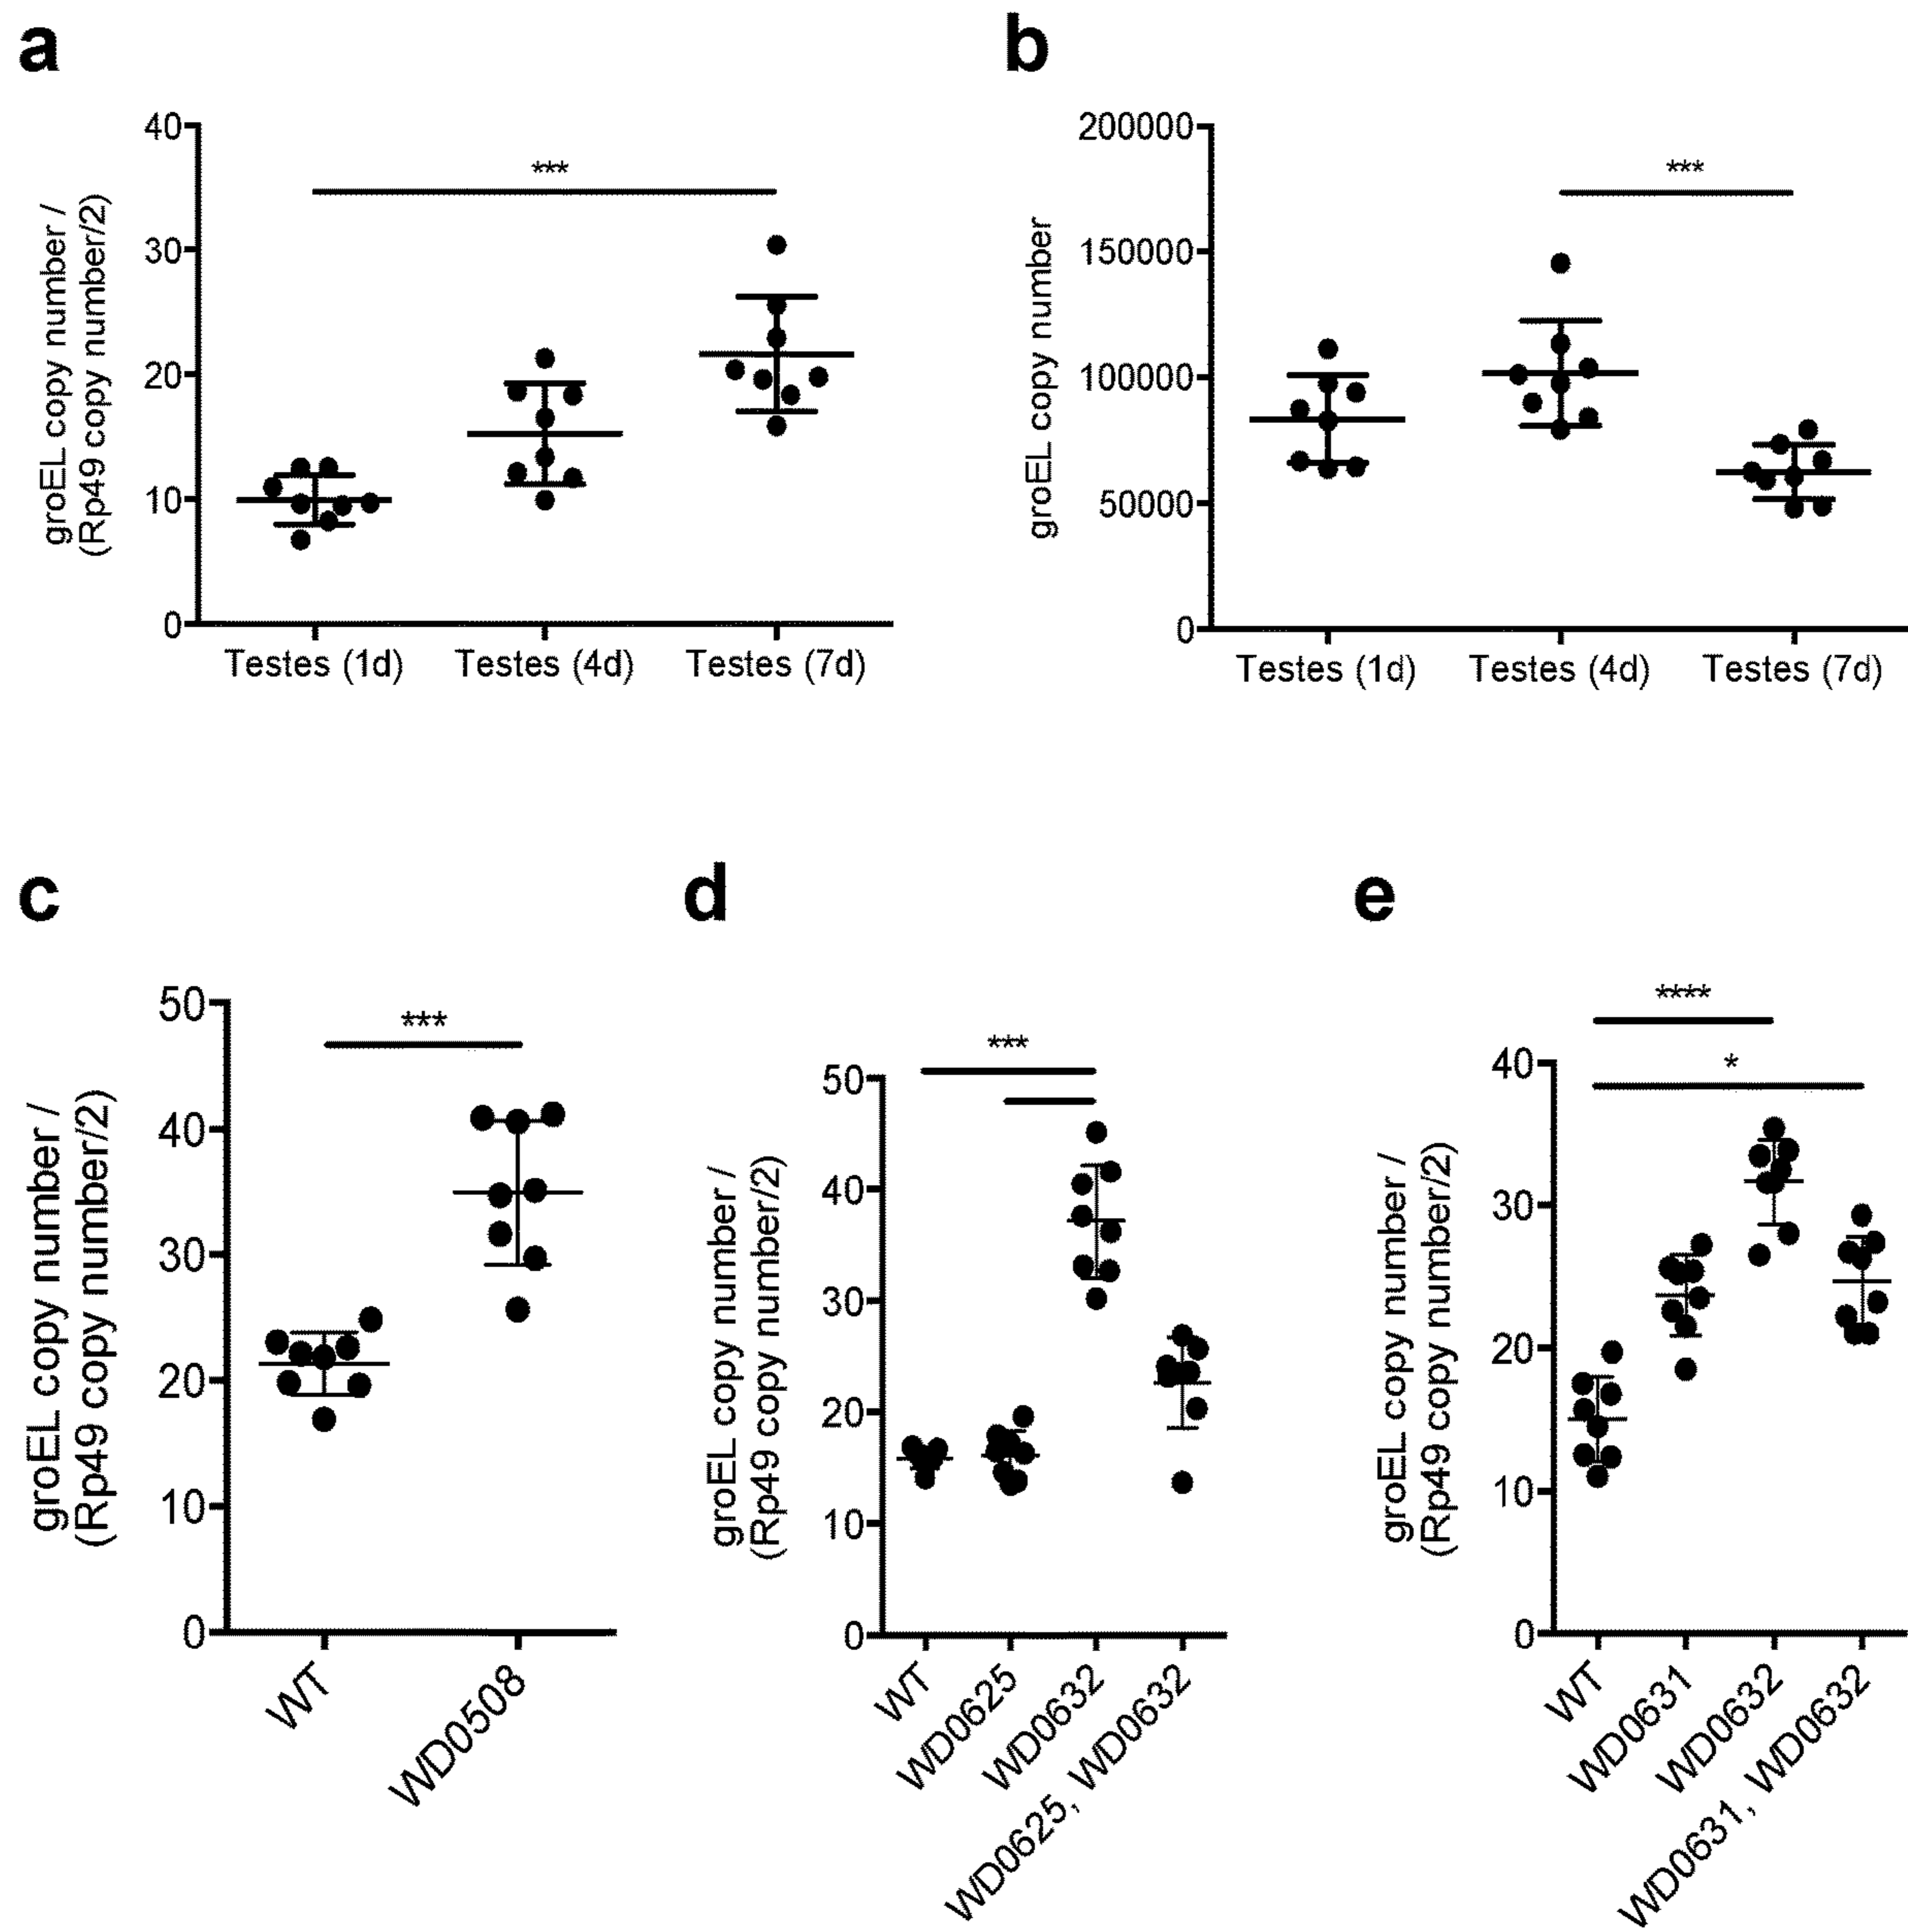 a
40
30
20
10
0
groEL copy number /
(Rp49 copy number/2)
***
Testes (1d)
Testes (4d)
Testes (7d)
b
200000
150000
100000
50000
0
groEL copy number
***
Testes (1d)
Testes (4d)
Testes (7d)
c
50
40
30
20
10
0
groEL copy number /
(Rp49 copy number/2)
***
WT
WD0508
d
50
40
30
20
10
0
groEL copy number /
(Rp49 copy number/2)
***
WT
WD0625
WD0632
WD0625, WD0632
e
40
30
20
10
0
groEL copy number /
(Rp49 copy number/2)
****
*
WT
WD0631
WD0632
WD0631, WD0632